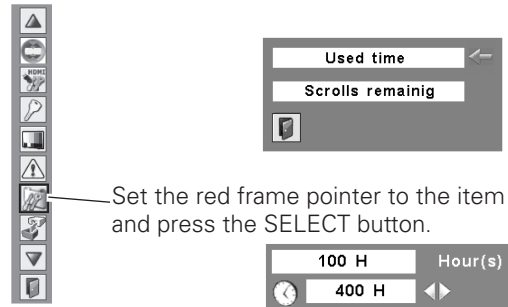 HDMI
Used time
Scrolls remainig
Set the red frame pointer to the item
and press the SELECT button.
100 H Hour(s)
400 H